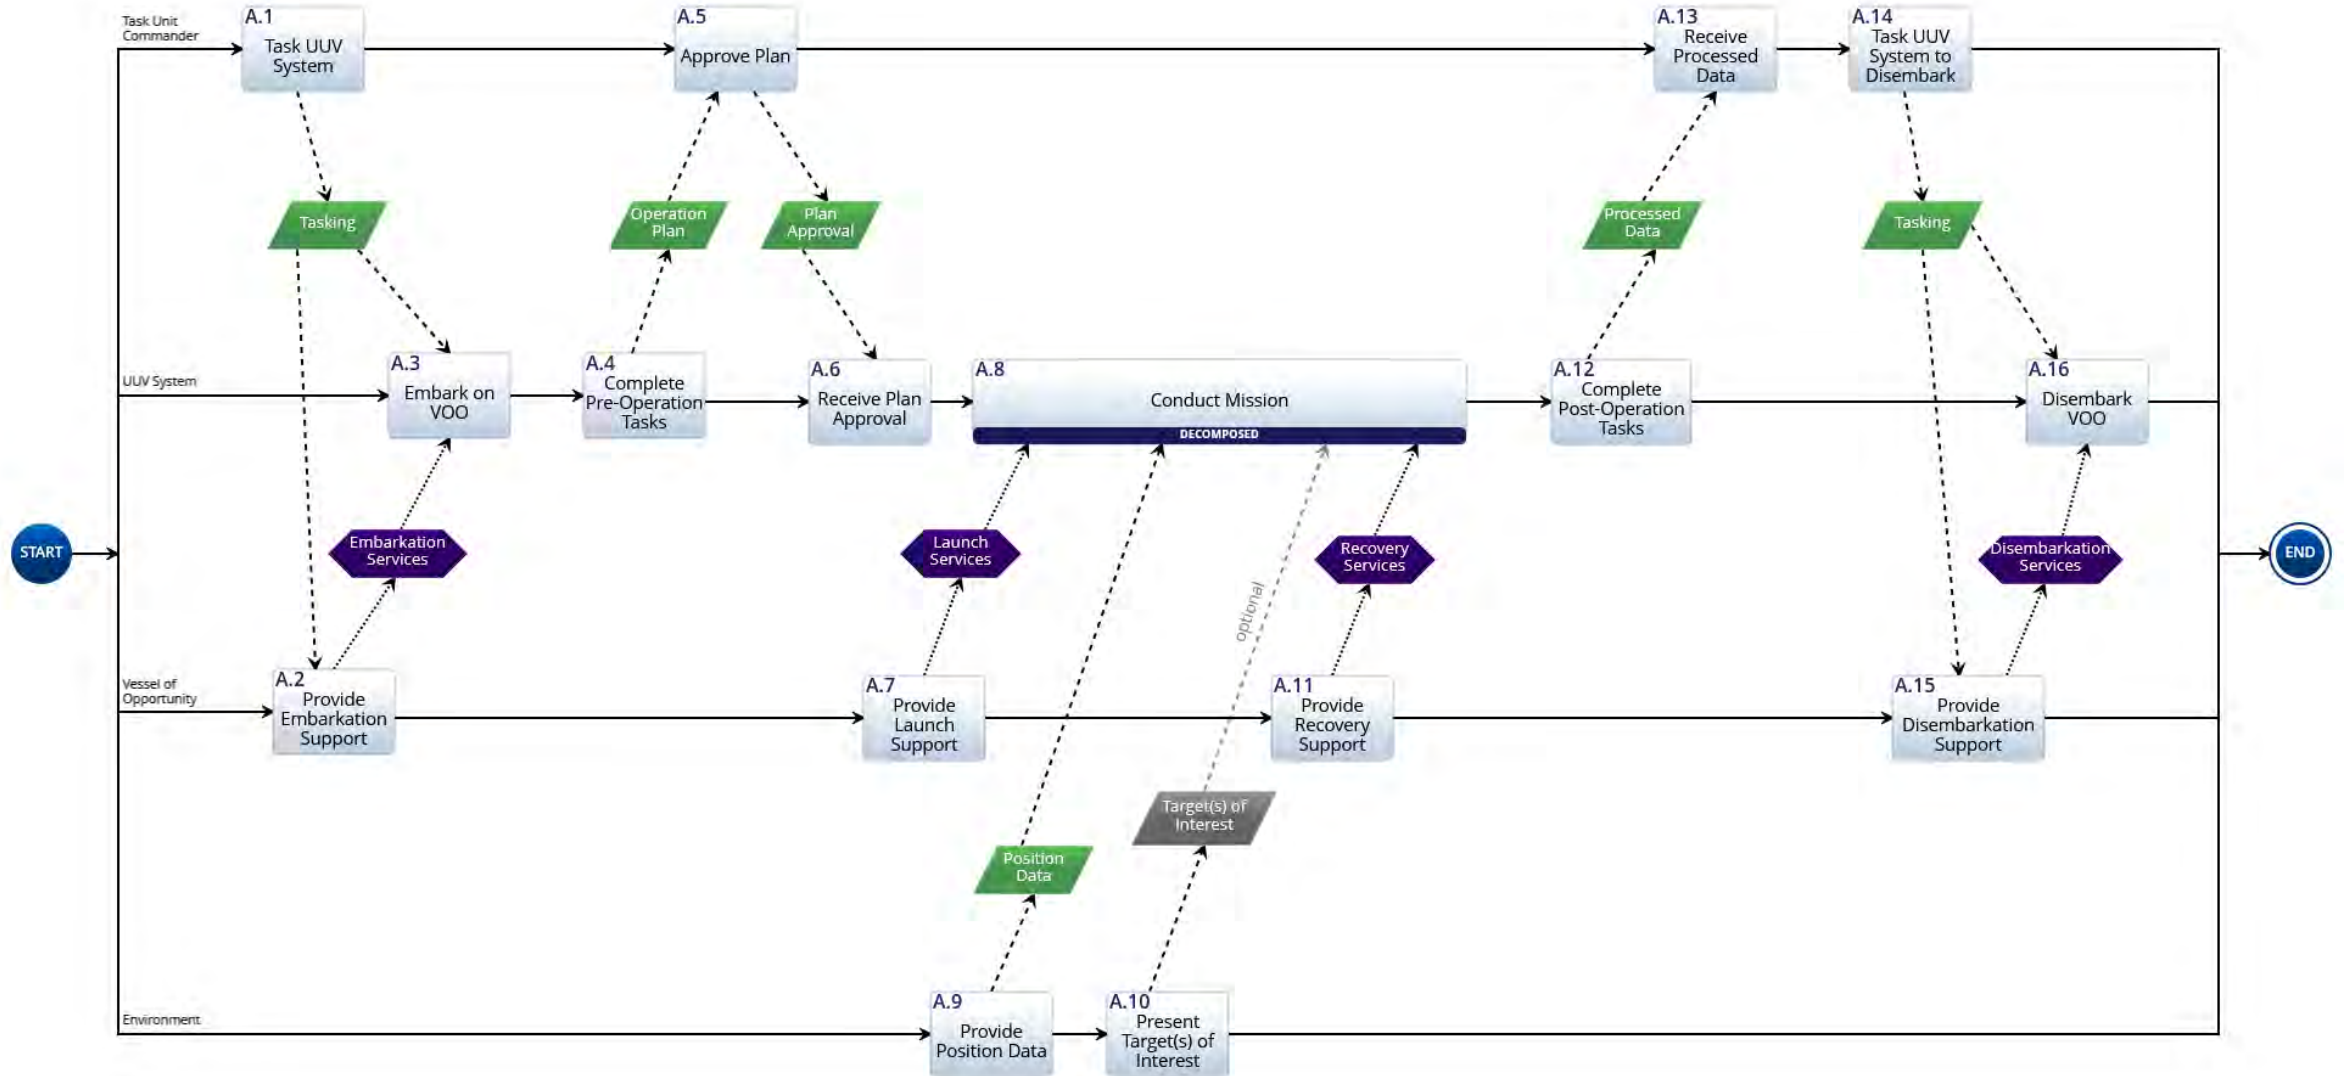 Task Unit
Commander
A.1
Task UUV
System
A.5
Approve Plan
A.13
Receive
Processed
Data
A.14
Task UUV
System to
Disembark
Tasking
Operation
Plan
Plan
Approval
Processed
Data
Tasking
UUV System
A.3
Embark on
VOO
A.4
Complete
Pre-Operation
Tasks
A.6
Receive Plan
Approval
A.8
Conduct Mission
DECOMPOSED
A.12
Complete
Post-Operation
Tasks
A.16
Disembark
VOO
START
Embarkation
Services
Launch
Services
Recovery
Services
Disembarkation
Services
END
optional
Vessel of
Opportunity
A.2
Provide
Embarkation
Support
A.7
Provide
Launch
Support
A.11
Provide
Recovery
Support
A.15
Provide
Disembarkation
Support
Target(s) of
Interest
Position
Data
Environment
A.9
Provide
Position Data
A.10
Present
Target(s) of
Interest